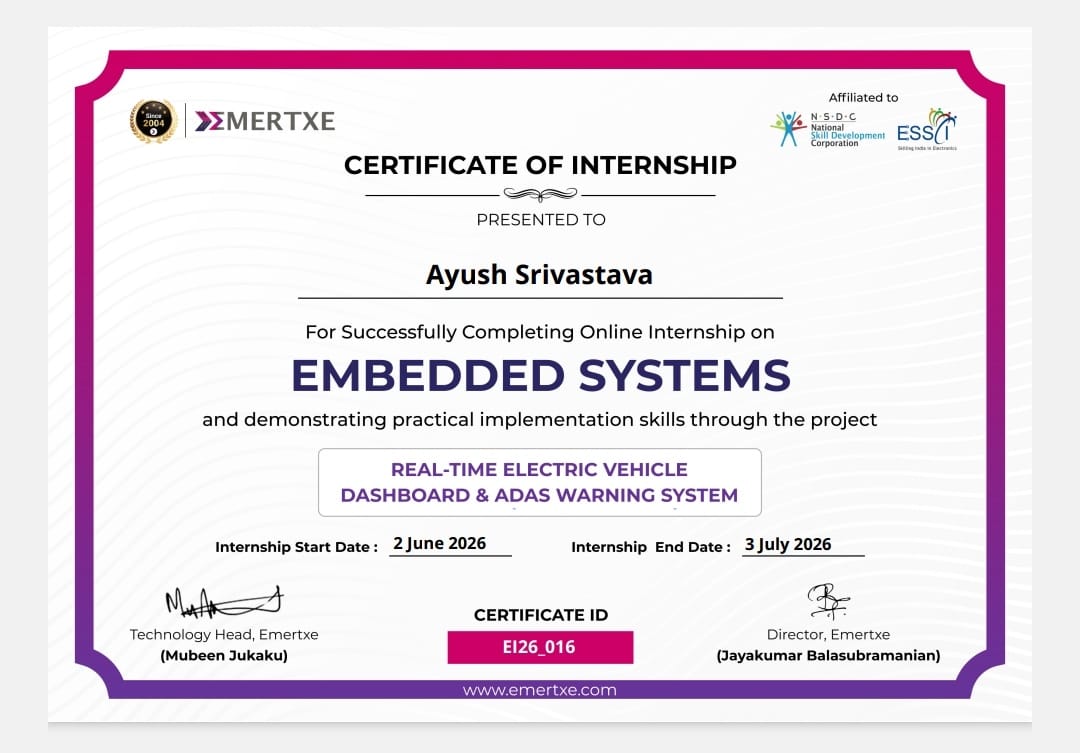 Since
2004
EMERTXE
Affiliated to
N·S·D·C
National
Skill Development
Corporation
ESSCI
Skilling India in Electronics
CERTIFICATE OF INTERNSHIP
PRESENTED TO
Ayush Srivastava
For Successfully Completing Online Internship on
EMBEDDED SYSTEMS
and demonstrating practical implementation skills through the project
REAL-TIME ELECTRIC VEHICLE
DASHBOARD & ADAS WARNING SYSTEM
Internship Start Date : 2 June 2026
Internship End Date : 3 July 2026
Technology Head, Emertxe
(Mubeen Jukaku)
CERTIFICATE ID
EI26_016
Director, Emertxe
(Jayakumar Balasubramanian)
www.emertxe.com